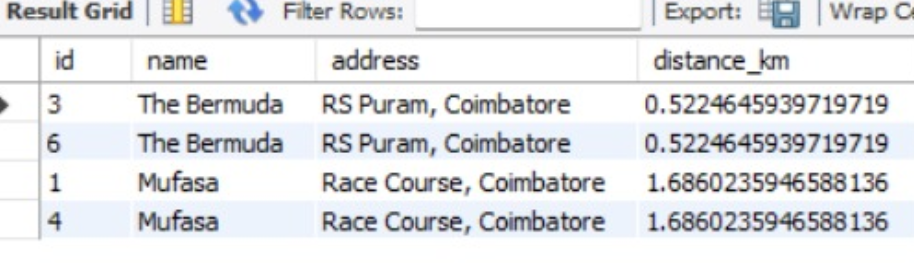 Result Grid Filter Rows: Export: Wrap Ce
id name address distance_km
3 The Bermuda RS Puram, Coimbatore 0.5224645939719719
6 The Bermuda RS Puram, Coimbatore 0.5224645939719719
1 Mufasa Race Course, Coimbatore 1.6860235946588136
4 Mufasa Race Course, Coimbatore 1.6860235946588136